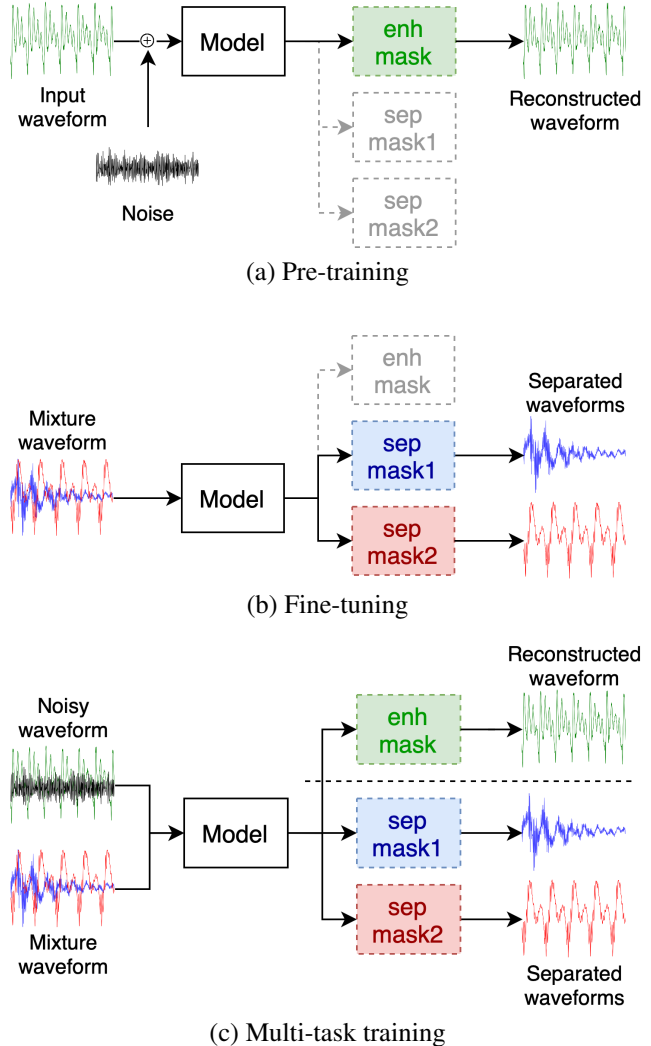 Input
waveform
Noise
Model
enh
mask
sep
mask1
sep
mask2
Reconstructed
waveform
(a) Pre-training
Mixture
waveform
Model
enh
mask
sep
mask1
sep
mask2
Separated
waveforms
(b) Fine-tuning
Noisy
waveform
Mixture
waveform
Model
enh
mask
sep
mask1
sep
mask2
Reconstructed
waveform
Separated
waveforms
(c) Multi-task training